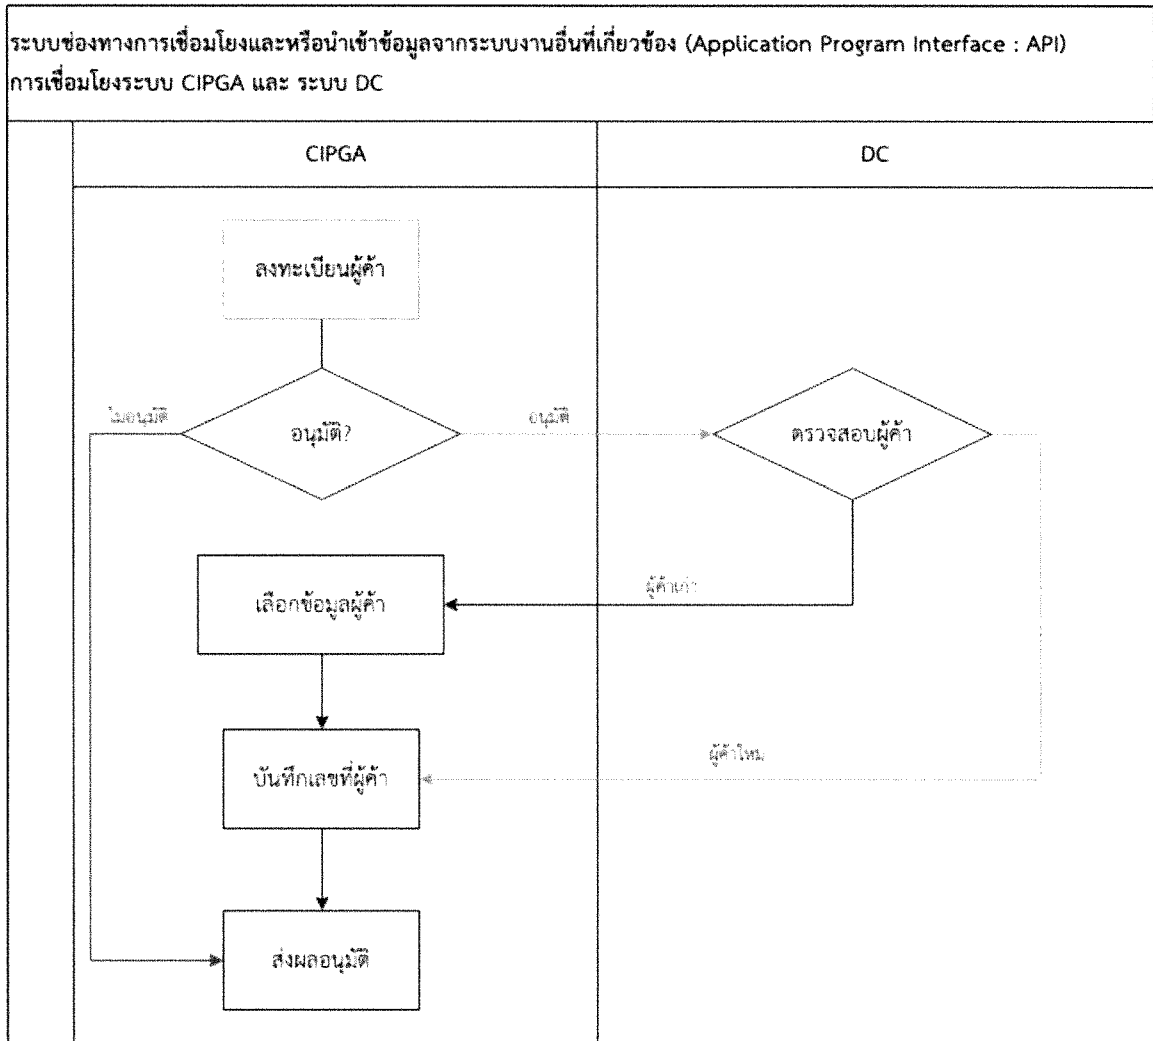 ระบบช่องทางการเชื่อมโยงและหรือนำเข้าข้อมูลจากระบบงานอื่นที่เกี่ยวข้อง (Application Program Interface : API)
การเชื่อมโยงระบบ CIPGA และ ระบบ DC
CIPGA
DC
ลงทะเบียนผู้ค้า
ไม่อนุมัติ
อนุมัติ?
อนุมัติ
ตรวจสอบผู้ค้า
เลือกข้อมูลผู้ค้า
ผู้ค้าเก่า
บันทึกเลขที่ผู้ค้า
ผู้ค้าใหม่
ส่งผลอนุมัติ